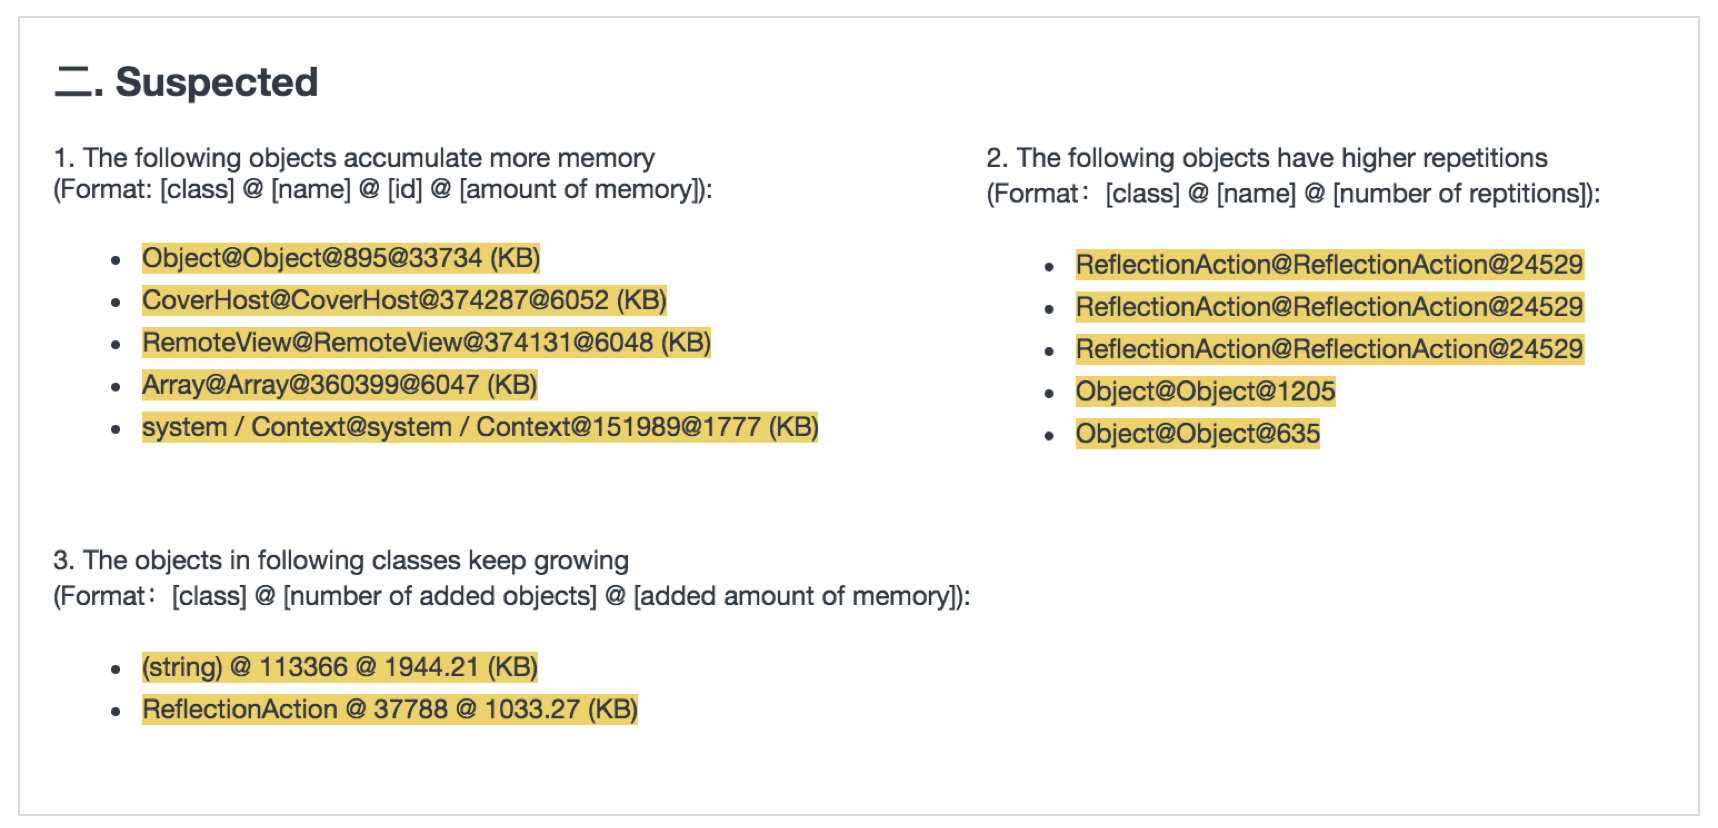 二. Suspected
1. The following objects accumulate more memory
(Format: [class] @ [name] @ [id] @ [amount of memory]):
• Object@Object@895@33734 (KB)
• CoverHost@CoverHost@374287@6052 (KB)
• RemoteView@RemoteView@374131@6048 (KB)
• Array@Array@360399@6047 (KB)
• system / Context@system / Context@151989@1777 (KB)
2. The following objects have higher repetitions
(Format：[class] @ [name] @ [number of reptitions]):
• ReflectionAction@ReflectionAction@24529
• ReflectionAction@ReflectionAction@24529
• ReflectionAction@ReflectionAction@24529
• Object@Object@1205
• Object@Object@635
3. The objects in following classes keep growing
(Format：[class] @ [number of added objects] @ [added amount of memory]):
• (string) @ 113366 @ 1944.21 (KB)
• ReflectionAction @ 37788 @ 1033.27 (KB)